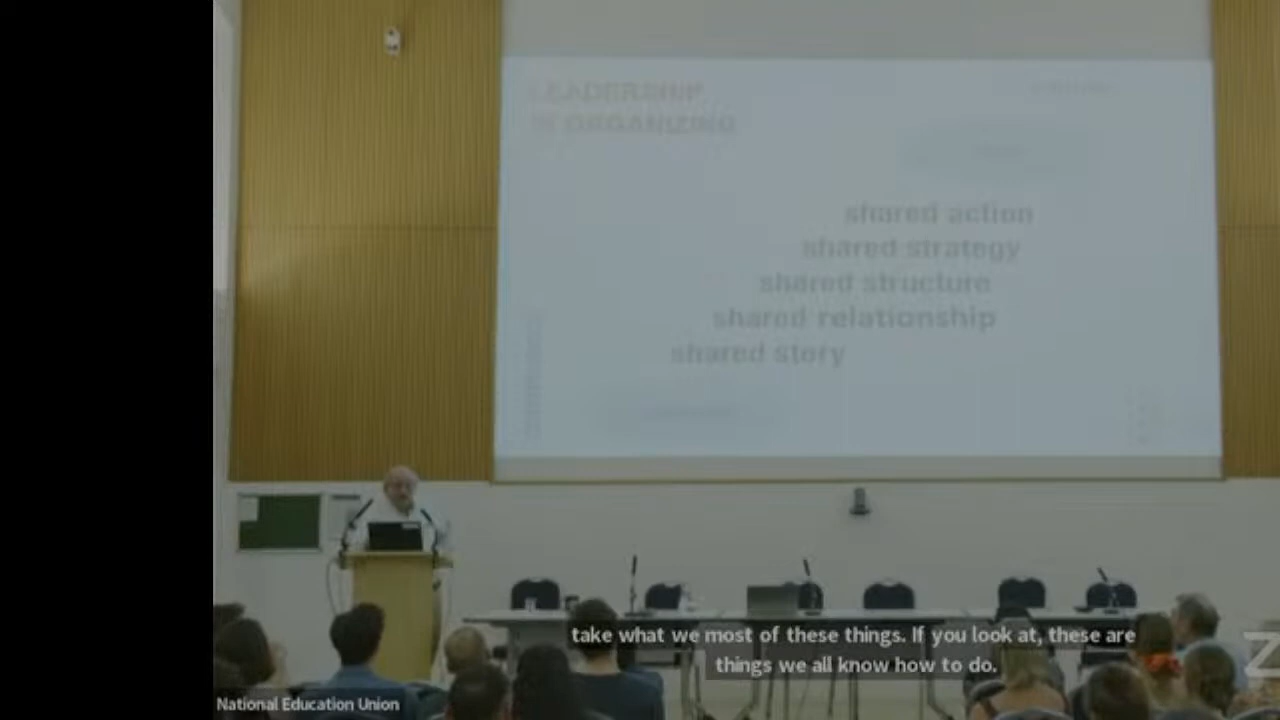 LEADERSHIP
ORGANIZING
shared action
shared strategy
shared structure
shared relationship
shared story
take what we most of these things. If you look at, these are
things we all know how to do.
National Education Union
Z